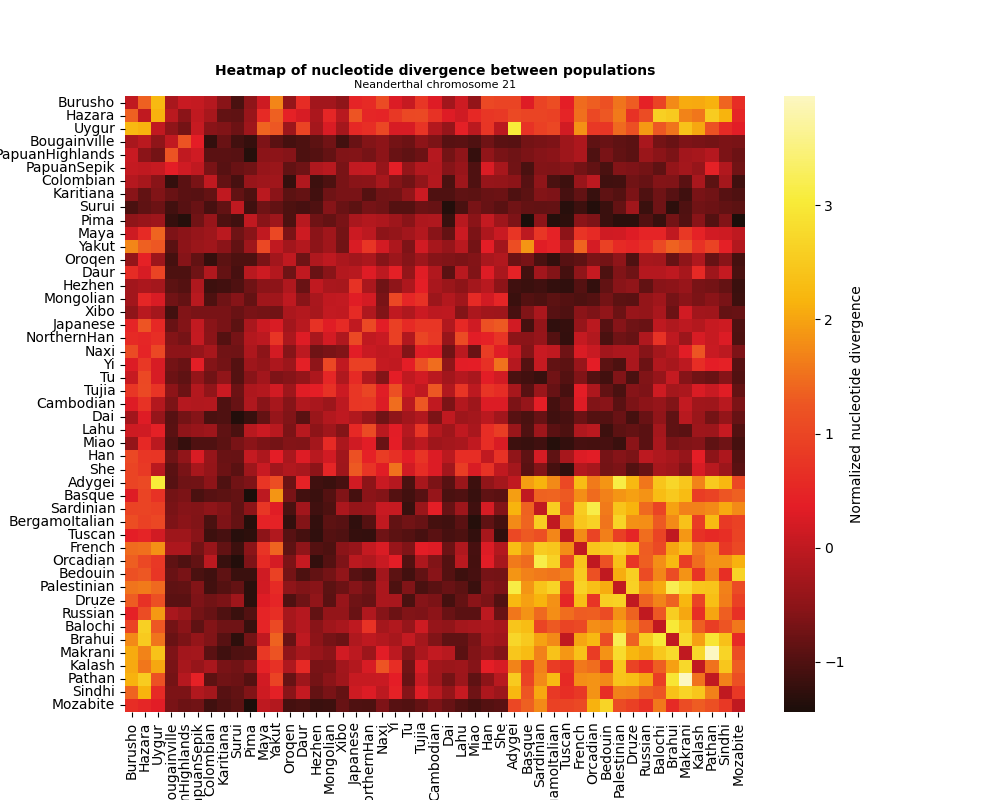 Heatmap of nucleotide divergence between populations
Neanderthal chromosome 21
Burusho
Hazara
Uygur
Bougainville
PapuanHighlands
PapuanSepik
Colombian
Karitiana
Surui
Pima
Maya
Yakut
Oroqen
Daur
Hezhen
Mongolian
Xibo
Japanese
NorthernHan
Naxi
Yi
Tu
Tujia
Cambodian
Dai
Lahu
Miao
Han
She
Adygei
Basque
Sardinian
BergamoItalian
Tuscan
French
Orcadian
Bedouin
Palestinian
Druze
Russian
Balochi
Brahui
Makrani
Kalash
Pathan
Sindhi
Mozabite
Burusho
Hazara
Uygur
ougainville
nHighlands
apuanSepik
Colombian
Karitiana
Surui
Pima
Maya
Yakut
Oroqen
Daur
Hezhen
Mongolian
Xibo
Japanese
orthernHan
Naxi
Yi
Tu
Tujia
Cambodian
Dai
Lahu
Miao
Han
She
Adygei
Basque
Sardinian
amoItalian
Tuscan
French
Orcadian
Bedouin
Palestinian
Druze
Russian
Balochi
Brahui
Makrani
Kalash
Pathan
Sindhi
Mozabite
3
2
1
0
−1
Normalized nucleotide divergence